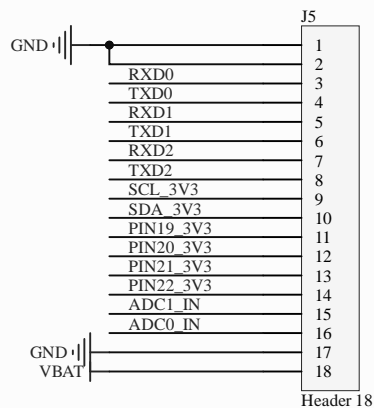 J5
GND 1
2
RXD0 3
TXD0 4
RXD1 5
TXD1 6
RXD2 7
TXD2 8
SCL_3V3 9
SDA_3V3 10
PIN19_3V3 11
PIN20_3V3 12
PIN21_3V3 13
PIN22_3V3 14
ADC1_IN 15
ADC0_IN 16
GND 17
VBAT 18
Header 18